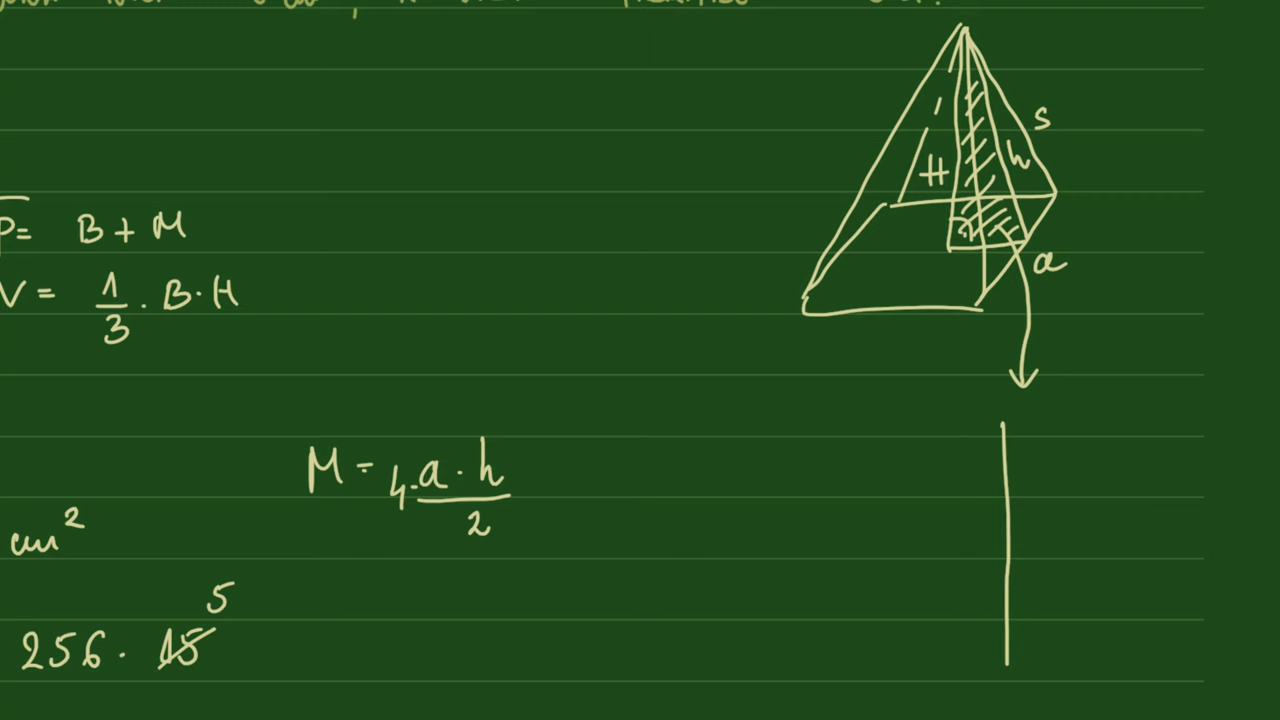 P= B + M
V = 1/3 · B · H
H
s
h
a
M = 4 · a · h / 2
cm²
5
256 · 15